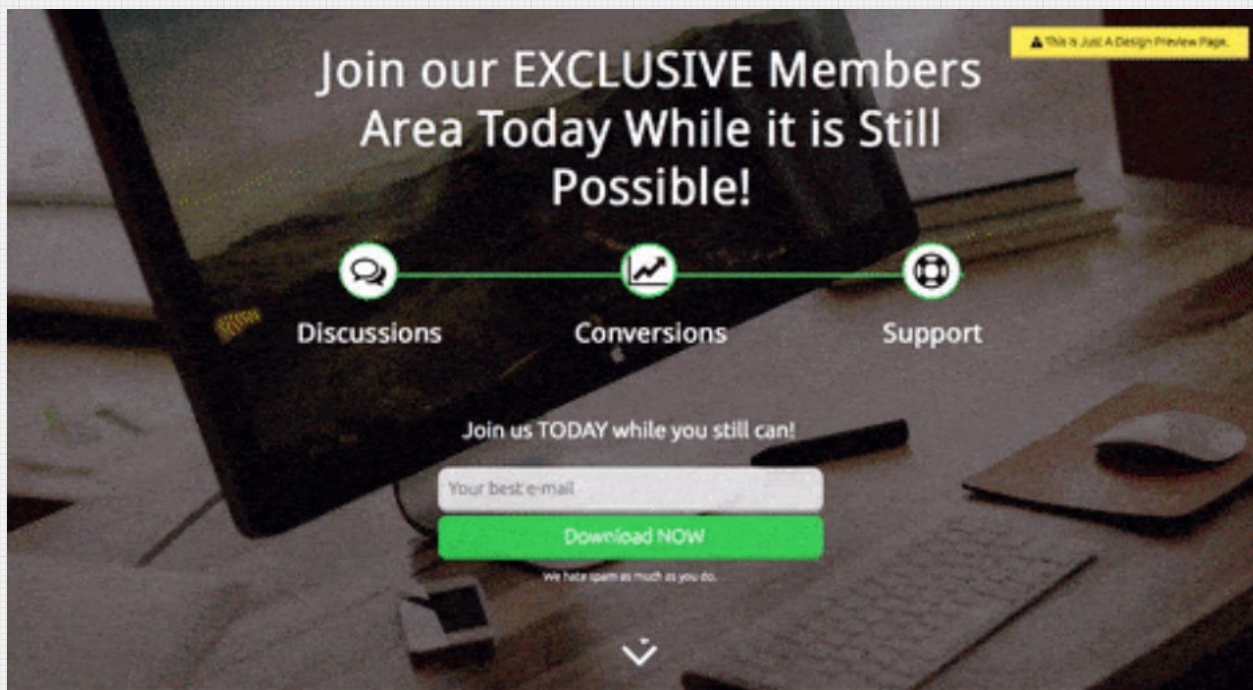 This is Just A Design Preview Page.
Join our EXCLUSIVE Members
Area Today While it is Still
Possible!
Discussions
Conversions
Support
Join us TODAY while you still can!
Your best e-mail
Download NOW
We hate spam as much as you do.